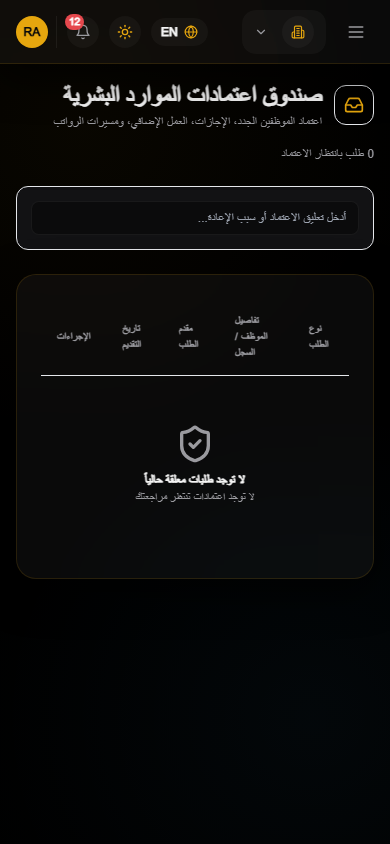 RA
12
EN
صندوق اعتمادات الموارد البشرية
اعتماد الموظفين الجدد، الإجازات، العمل الإضافي، ومسيرات الرواتب
0 طلب بانتظار الاعتماد
أدخل تعليق الاعتماد أو سبب الإعادة...
نوع الطلب
تفاصيل الموظف / السجل
مقدم الطلب
تاريخ التقديم
الإجراءات
لا توجد طلبات معلقة حالياً
لا توجد اعتمادات تنتظر مراجعتك